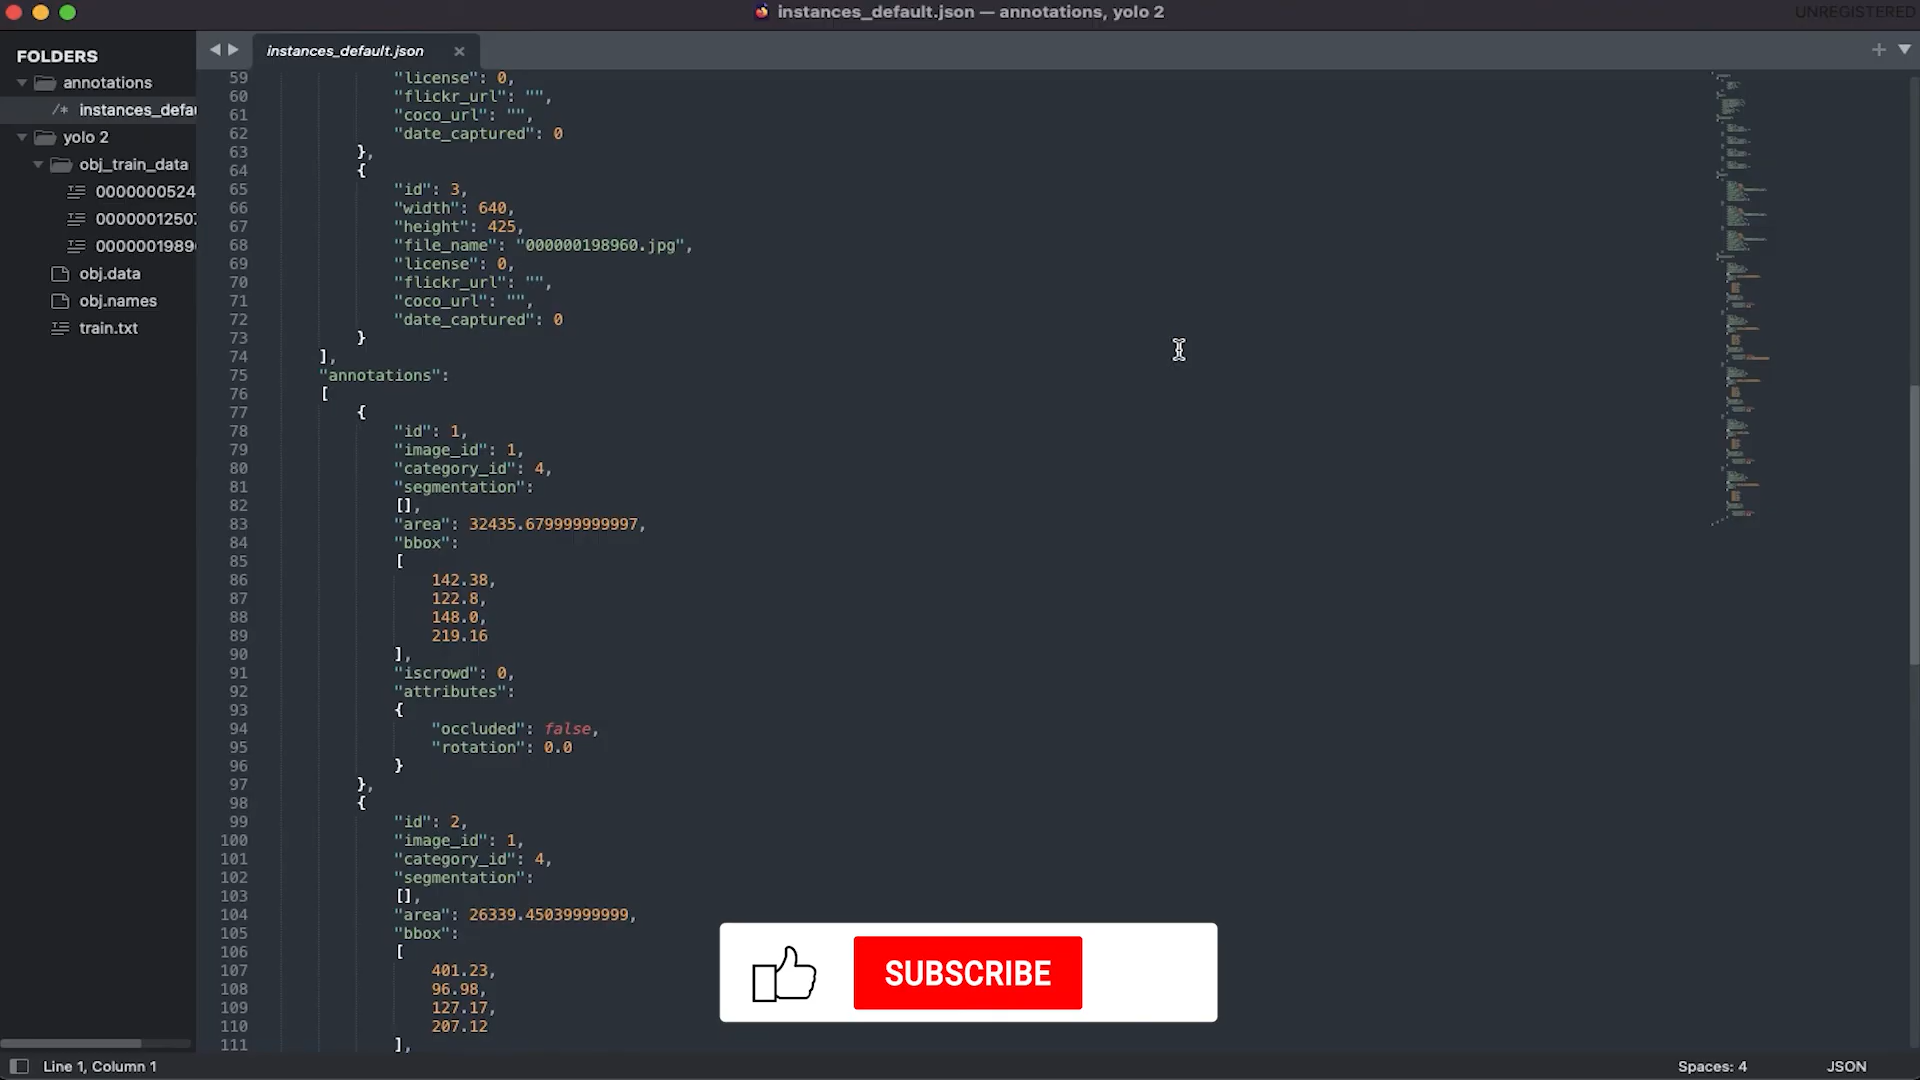 instances_default.json — annotations, yolo 2
UNREGISTERED
FOLDERS
annotations
/* instances_defau
yolo 2
obj_train_data
0000000524
0000001250
0000001989
obj.data
obj.names
train.txt
instances_default.json
59 "license": 0,
60 "flickr_url": "",
61 "coco_url": "",
62 "date_captured": 0
63 },
64 {
65 "id": 3,
66 "width": 640,
67 "height": 425,
68 "file_name": "000000198960.jpg",
69 "license": 0,
70 "flickr_url": "",
71 "coco_url": "",
72 "date_captured": 0
73 }
74 ],
75 "annotations":
76 [
77 {
78 "id": 1,
79 "image_id": 1,
80 "category_id": 4,
81 "segmentation":
82 [],
83 "area": 32435.679999999997,
84 "bbox":
85 [
86 142.38,
87 122.8,
88 148.0,
89 219.16
90 ],
91 "iscrowd": 0,
92 "attributes":
93 {
94 "occluded": false,
95 "rotation": 0.0
96 }
97 },
98 {
99 "id": 2,
100 "image_id": 1,
101 "category_id": 4,
102 "segmentation":
103 [],
104 "area": 26339.45039999999,
105 "bbox":
106 [
107 401.23,
108 96.98,
109 127.17,
110 207.12
111 ],
SUBSCRIBE
Line 1, Column 1
Spaces: 4
JSON